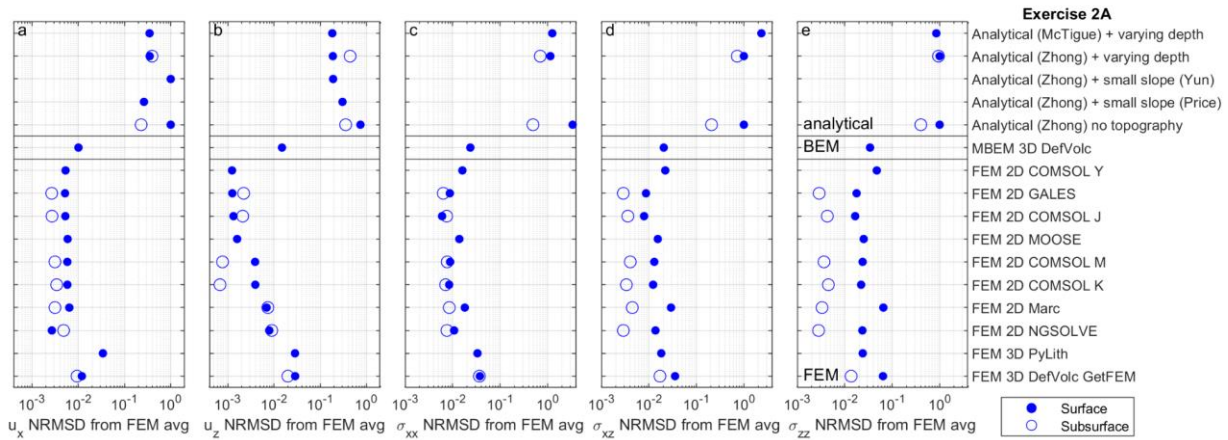 Exercise 2A
a
b
c
d
e
Analytical (McTigue) + varying depth
Analytical (Zhong) + varying depth
Analytical (Zhong) + small slope (Yun)
Analytical (Zhong) + small slope (Price)
analytical
Analytical (Zhong) no topography
BEM
MBEM 3D DefVolc
FEM 2D COMSOL Y
FEM 2D GALES
FEM 2D COMSOL J
FEM 2D MOOSE
FEM 2D COMSOL M
FEM 2D COMSOL K
FEM 2D Marc
FEM 2D NGSOLVE
FEM 3D PyLith
FEM
FEM 3D DefVolc GetFEM
10⁻³ 10⁻² 10⁻¹ 10⁰ 10⁻³ 10⁻² 10⁻¹ 10⁰ 10⁻³ 10⁻² 10⁻¹ 10⁰ 10⁻³ 10⁻² 10⁻¹ 10⁰ 10⁻³ 10⁻² 10⁻¹ 10⁰
uₓ NRMSD from FEM avg
u_z NRMSD from FEM avg
σₓₓ NRMSD from FEM avg
σ_xz NRMSD from FEM avg
σ_zz NRMSD from FEM avg
Surface
Subsurface